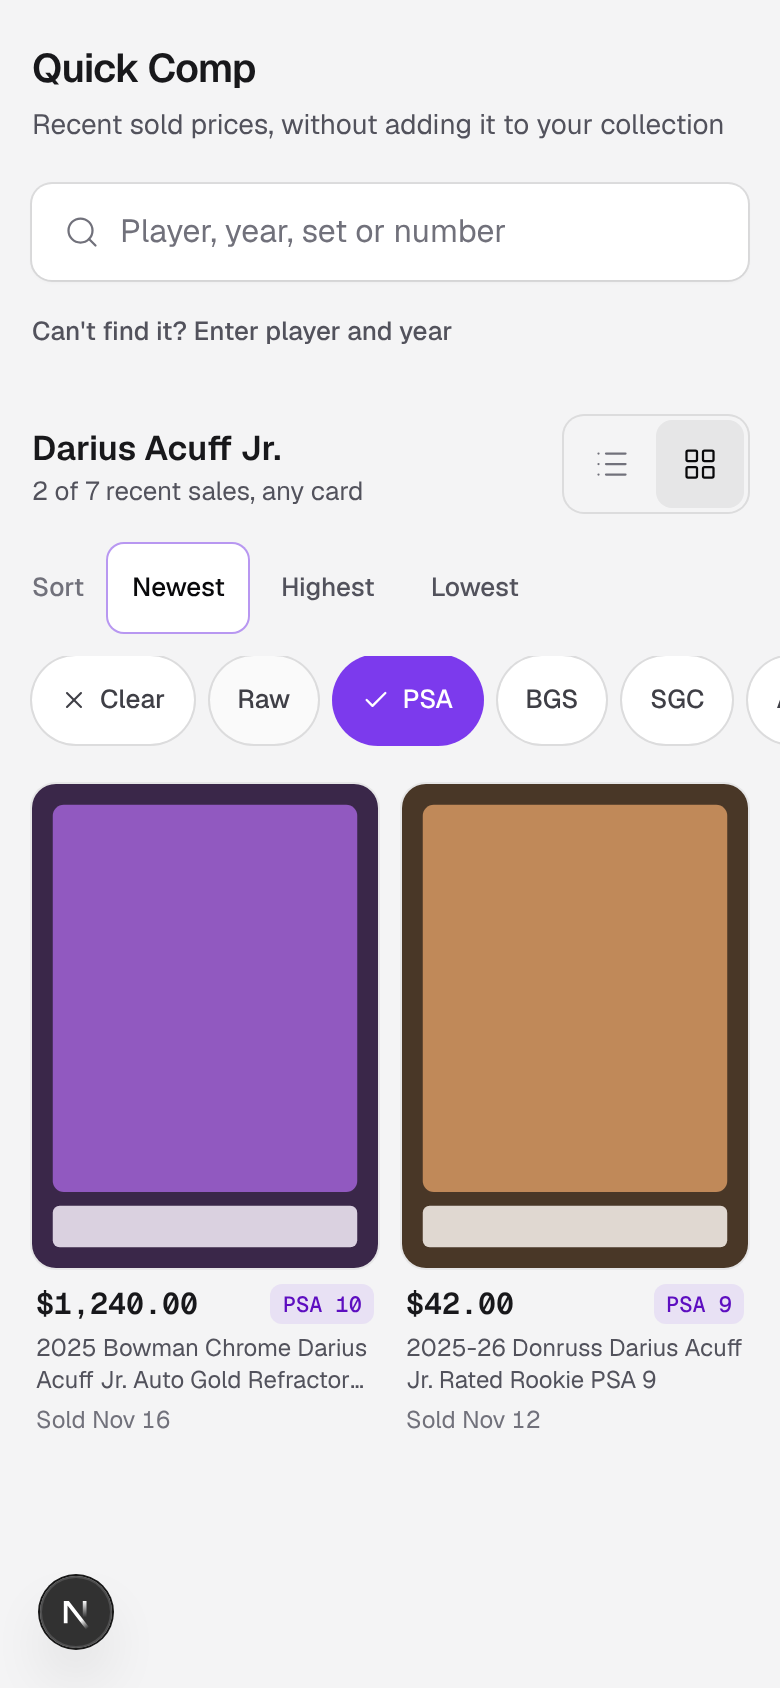 Quick Comp
Recent sold prices, without adding it to your collection
Player, year, set or number
Can't find it? Enter player and year
Darius Acuff Jr.
2 of 7 recent sales, any card
Sort Newest Highest Lowest
Clear Raw PSA BGS SGC
$1,240.00 PSA 10
2025 Bowman Chrome Darius
Acuff Jr. Auto Gold Refractor...
Sold Nov 16
$42.00 PSA 9
2025-26 Donruss Darius Acuff
Jr. Rated Rookie PSA 9
Sold Nov 12
N